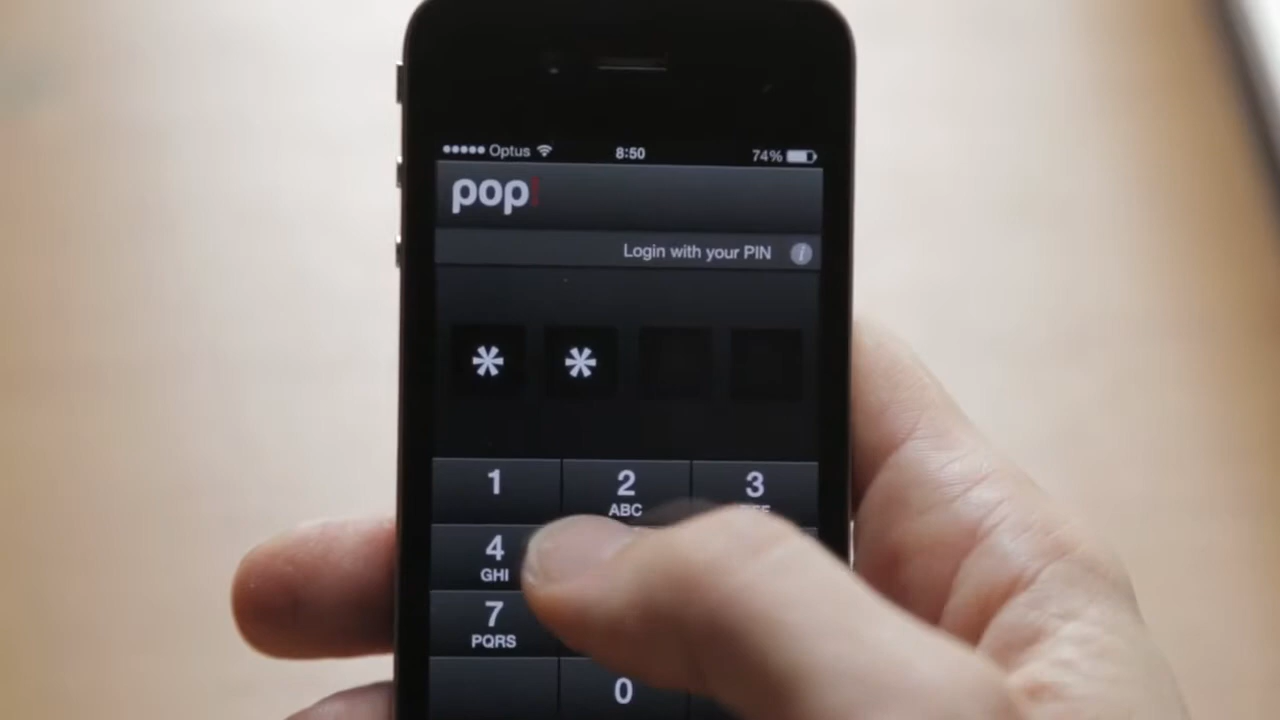 Optus 8:50 74%
pop!
Login with your PIN i
* *
1 2 3
ABC
4
GHI
7
PQRS
0